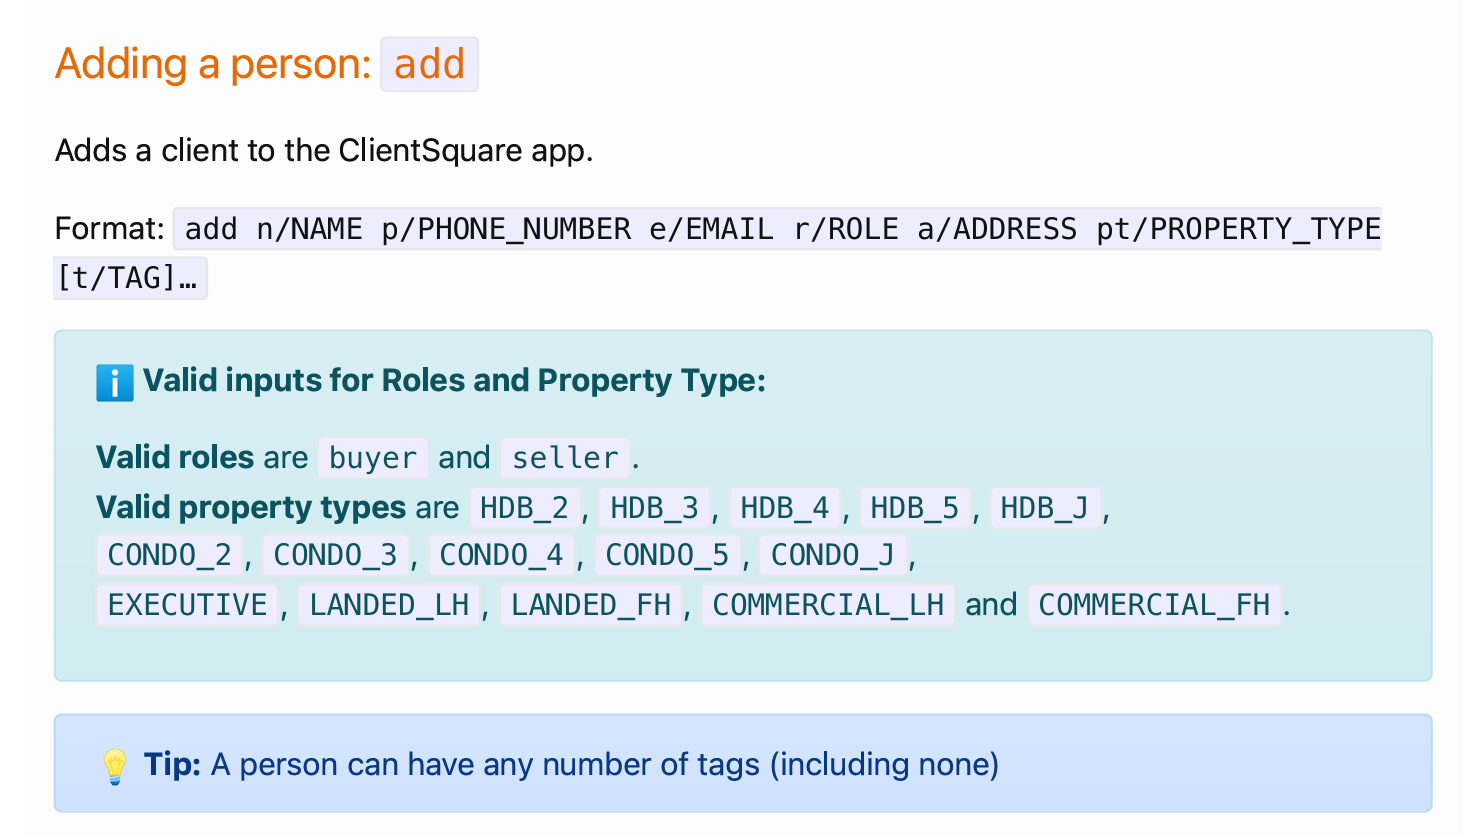 Adding a person: add
Adds a client to the ClientSquare app.
Format: add n/NAME p/PHONE_NUMBER e/EMAIL r/ROLE a/ADDRESS pt/PROPERTY_TYPE
[t/TAG]…
ℹ️ Valid inputs for Roles and Property Type:
Valid roles are buyer and seller.
Valid property types are HDB_2, HDB_3, HDB_4, HDB_5, HDB_J,
CONDO_2, CONDO_3, CONDO_4, CONDO_5, CONDO_J,
EXECUTIVE, LANDED_LH, LANDED_FH, COMMERCIAL_LH and COMMERCIAL_FH.
💡 Tip: A person can have any number of tags (including none)